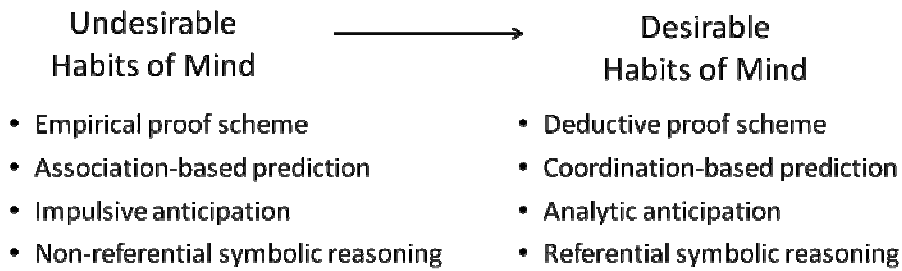 Undesirable
Habits of Mind
• Empirical proof scheme
• Association-based prediction
• Impulsive anticipation
• Non-referential symbolic reasoning
Desirable
Habits of Mind
• Deductive proof scheme
• Coordination-based prediction
• Analytic anticipation
• Referential symbolic reasoning